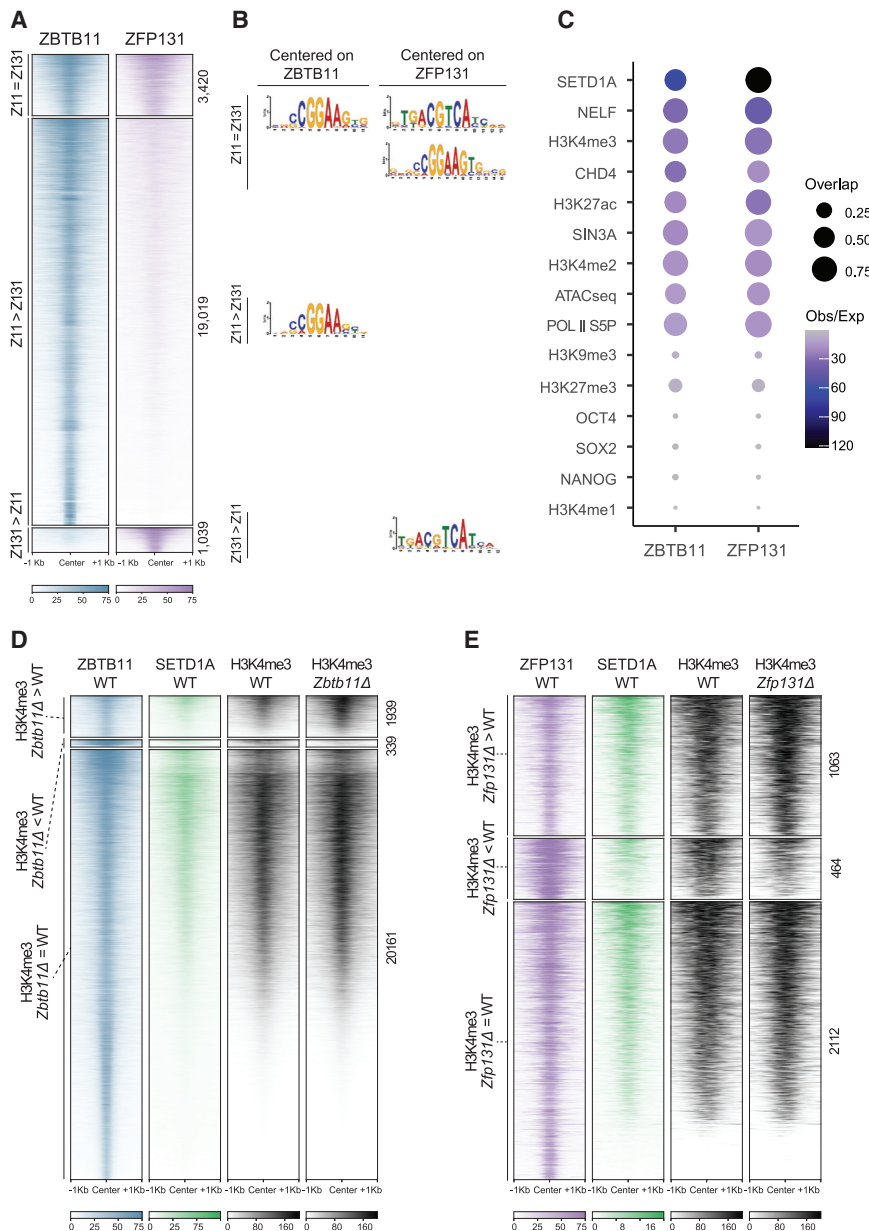 A
ZBTB11
ZFP131
Z11 = Z131
3,420
Z11 > Z131
19,019
Z131 > Z11
1,039
-1 Kb Center +1 Kb
-1 Kb Center +1 Kb
0 25 50 75
0 25 50 75
B
Centered on
ZBTB11
Centered on
ZFP131
Z11 = Z131
Z11 > Z131
Z131 > Z11
C
SETD1A
NELF
H3K4me3
CHD4
H3K27ac
SIN3A
H3K4me2
ATACseq
POL II S5P
H3K9me3
H3K27me3
OCT4
SOX2
NANOG
H3K4me1
ZBTB11
ZFP131
Overlap
0.25
0.50
0.75
Obs/Exp
30
60
90
120
D
ZBTB11
WT
SETD1A
WT
H3K4me3
WT
H3K4me3
Zbtb11Δ
H3K4me3
Zbtb11Δ > WT
1939
H3K4me3
Zbtb11Δ < WT
339
H3K4me3
Zbtb11Δ = WT
20161
-1Kb Center +1Kb
-1Kb Center +1Kb
-1Kb Center +1Kb
-1Kb Center +1Kb
0 25 50 75
0 25 50 75
0 80 160
0 80 160
E
ZFP131
WT
SETD1A
WT
H3K4me3
WT
H3K4me3
Zfp131Δ
H3K4me3
Zfp131Δ > WT
1063
H3K4me3
Zfp131Δ < WT
464
H3K4me3
Zfp131Δ = WT
2112
-1Kb Center +1Kb
-1Kb Center +1Kb
-1Kb Center +1Kb
-1Kb Center +1Kb
0 25 50 75
0 8 16
0 80 160
0 80 160